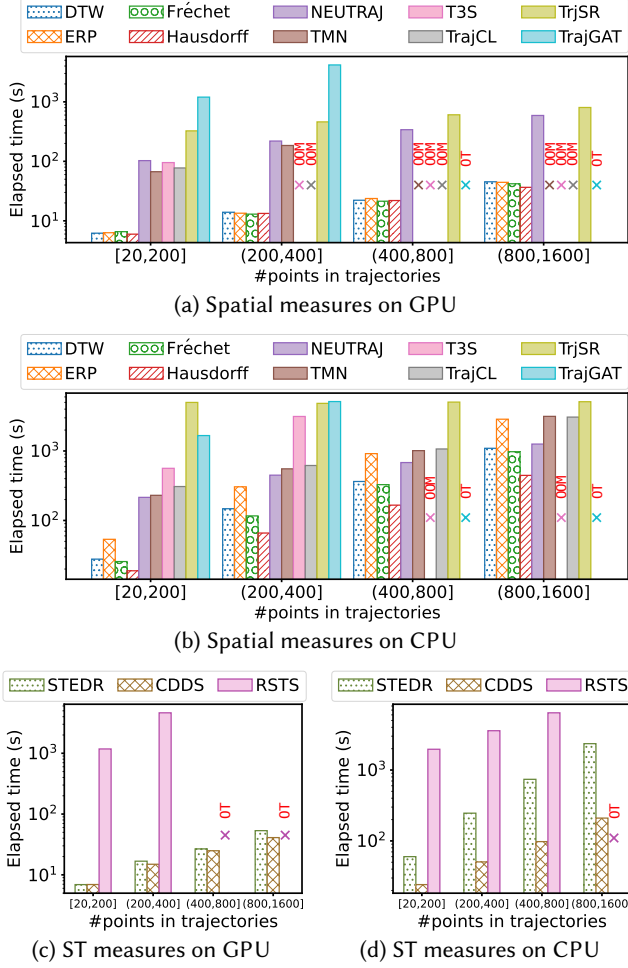 DTW Fréchet NEUTRAJ T3S TrjSR
ERP Hausdorff TMN TrajCL TrajGAT
Elapsed time (s)
10³
10²
10¹
OOM OOM OOM OOM OOM OT OOM OOM OOM OT
[20,200] (200,400] (400,800] (800,1600]
#points in trajectories
(a) Spatial measures on GPU
DTW Fréchet NEUTRAJ T3S TrjSR
ERP Hausdorff TMN TrajCL TrajGAT
Elapsed time (s)
10³
10²
OOM OT OOM OT
[20,200] (200,400] (400,800] (800,1600]
#points in trajectories
(b) Spatial measures on CPU
STEDR CDDS RSTS
Elapsed time (s)
10³
10²
10¹
OT OT
[20,200] (200,400] (400,800] (800,1600]
#points in trajectories
(c) ST measures on GPU
STEDR CDDS RSTS
Elapsed time (s)
10³
10²
OT
[20,200] (200,400] (400,800] (800,1600]
#points in trajectories
(d) ST measures on CPU